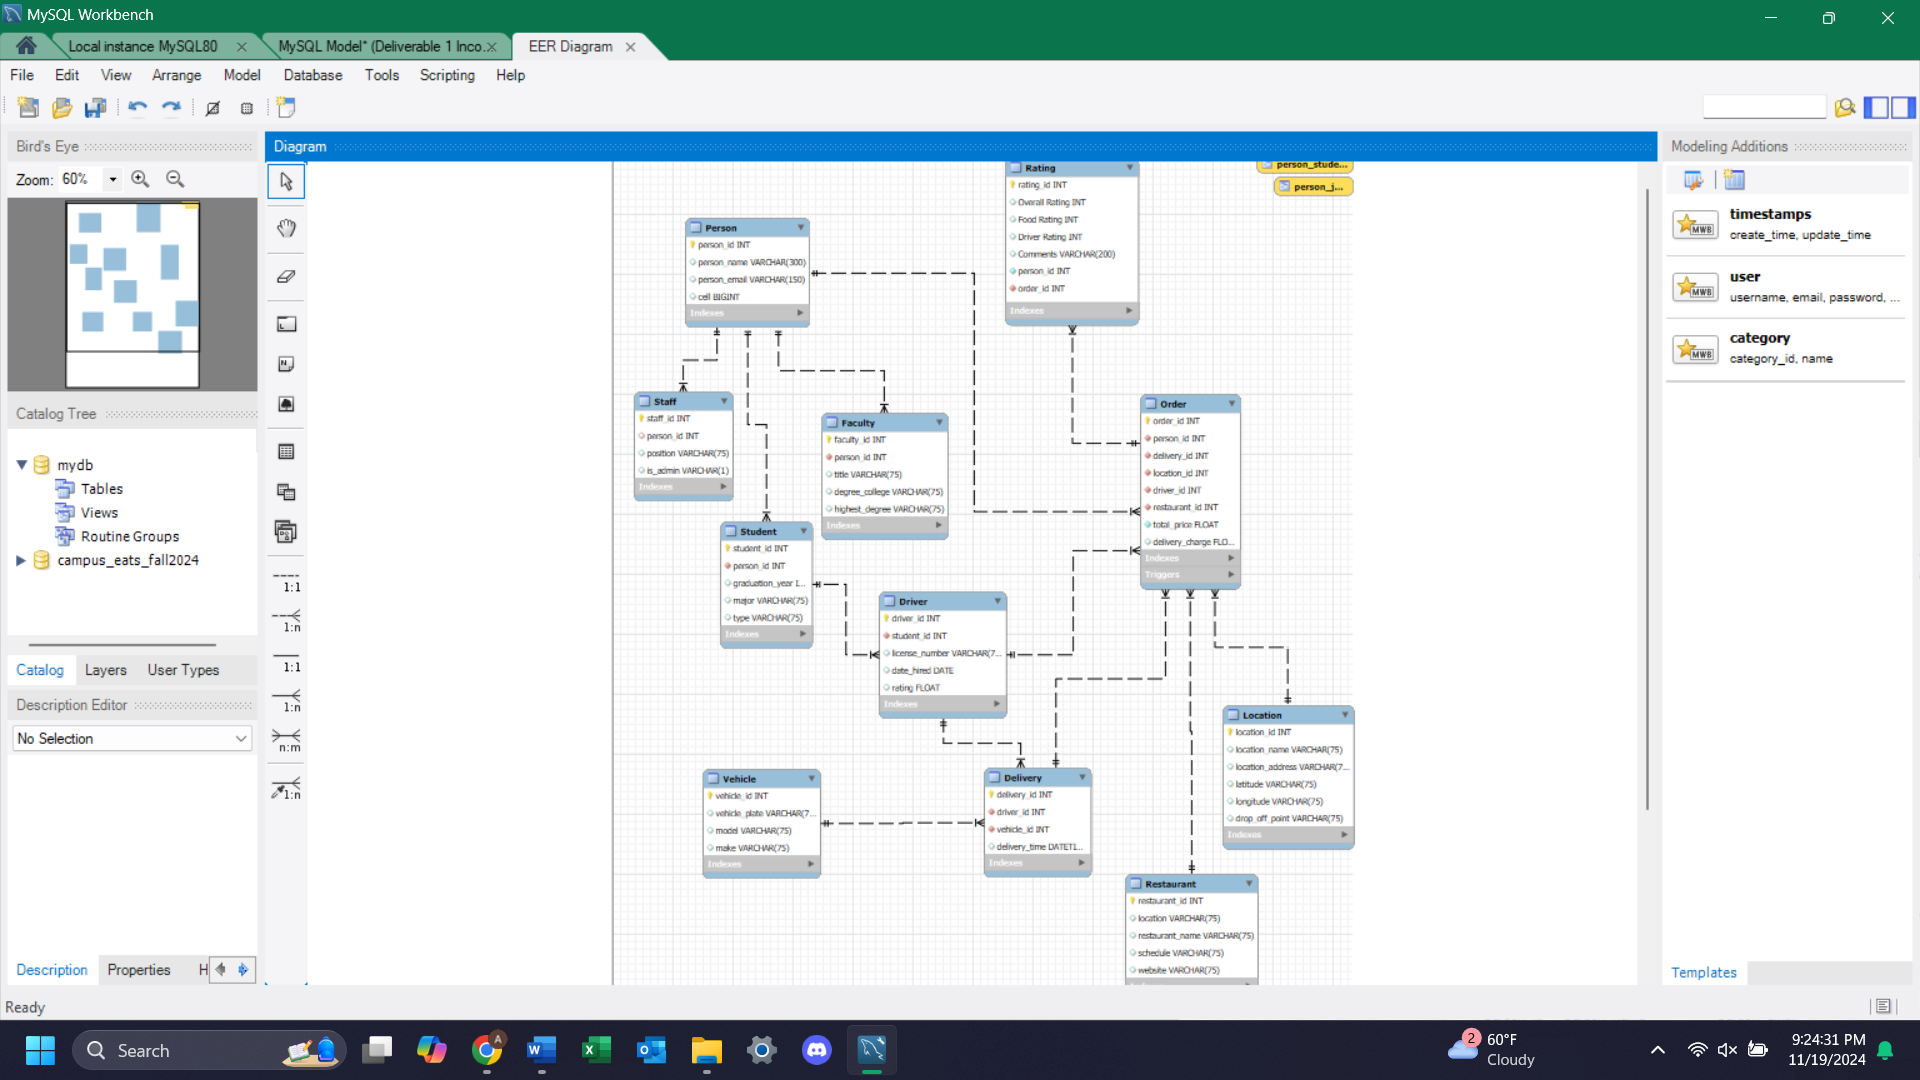 MySQL Workbench
Local instance MySQL80
MySQL Model* (Deliverable 1 Inco...
EER Diagram
File Edit View Arrange Model Database Tools Scripting Help
Bird's Eye
Zoom: 60%
Catalog Tree
mydb
Tables
Views
Routine Groups
campus_eats_fall2024
Catalog Layers User Types
Description Editor
No Selection
Description Properties H
Ready
Diagram
1:1
1:n
1:1
1:n
n:m
1:n
Person
person_id INT
person_name VARCHAR(300)
person_email VARCHAR(150)
cell BIGINT
Indexes
Rating
rating_id INT
Overall Rating INT
Food Rating INT
Driver Rating INT
Comments VARCHAR(200)
person_id INT
order_id INT
Indexes
person_stude...
person_j...
Staff
staff_id INT
person_id INT
position VARCHAR(75)
is_admin VARCHAR(1)
Indexes
Faculty
faculty_id INT
person_id INT
title VARCHAR(75)
degree_college VARCHAR(75)
highest_degree VARCHAR(75)
Indexes
Order
order_id INT
person_id INT
delivery_id INT
location_id INT
driver_id INT
restaurant_id INT
total_price FLOAT
delivery_charge FLO...
Indexes
Triggers
Student
student_id INT
person_id INT
graduation_year I...
major VARCHAR(75)
type VARCHAR(75)
Indexes
Driver
driver_id INT
student_id INT
license_number VARCHAR(7...
date_hired DATE
rating FLOAT
Indexes
Location
location_id INT
location_name VARCHAR(75)
location_address VARCHAR(7...
latitude VARCHAR(75)
longitude VARCHAR(75)
drop_off_point VARCHAR(75)
Indexes
Vehicle
vehicle_id INT
vehicle_plate VARCHAR(7...
model VARCHAR(75)
make VARCHAR(75)
Indexes
Delivery
delivery_id INT
driver_id INT
vehicle_id INT
delivery_time DATETI...
Indexes
Restaurant
restaurant_id INT
location VARCHAR(75)
restaurant_name VARCHAR(75)
schedule VARCHAR(75)
website VARCHAR(75)
Modeling Additions
MWB
timestamps
create_time, update_time
MWB
user
username, email, password, ...
MWB
category
category_id, name
Templates
Search
A
2
60°F
Cloudy
9:24:31 PM
11/19/2024